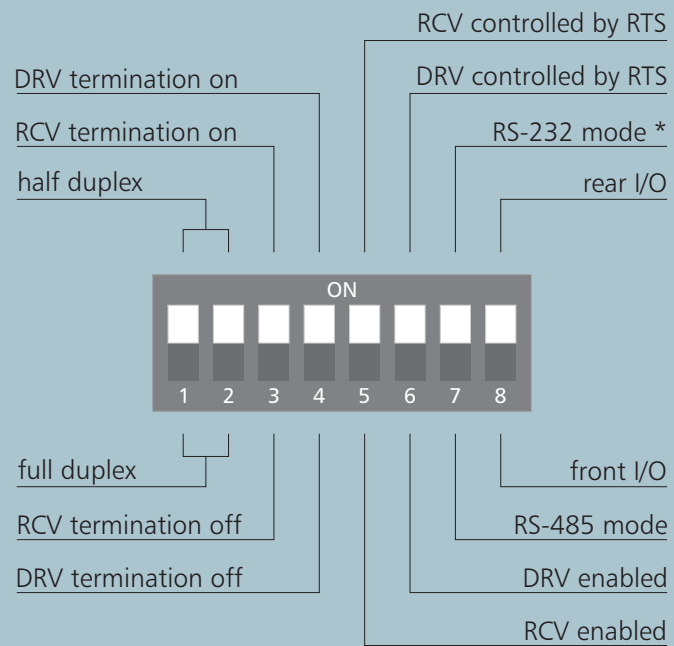 RCV controlled by RTS
DRV termination on
DRV controlled by RTS
RCV termination on
RS-232 mode *
half duplex
rear I/O
ON
1 2 3 4 5 6 7 8
full duplex
front I/O
RCV termination off
RS-485 mode
DRV termination off
DRV enabled
RCV enabled